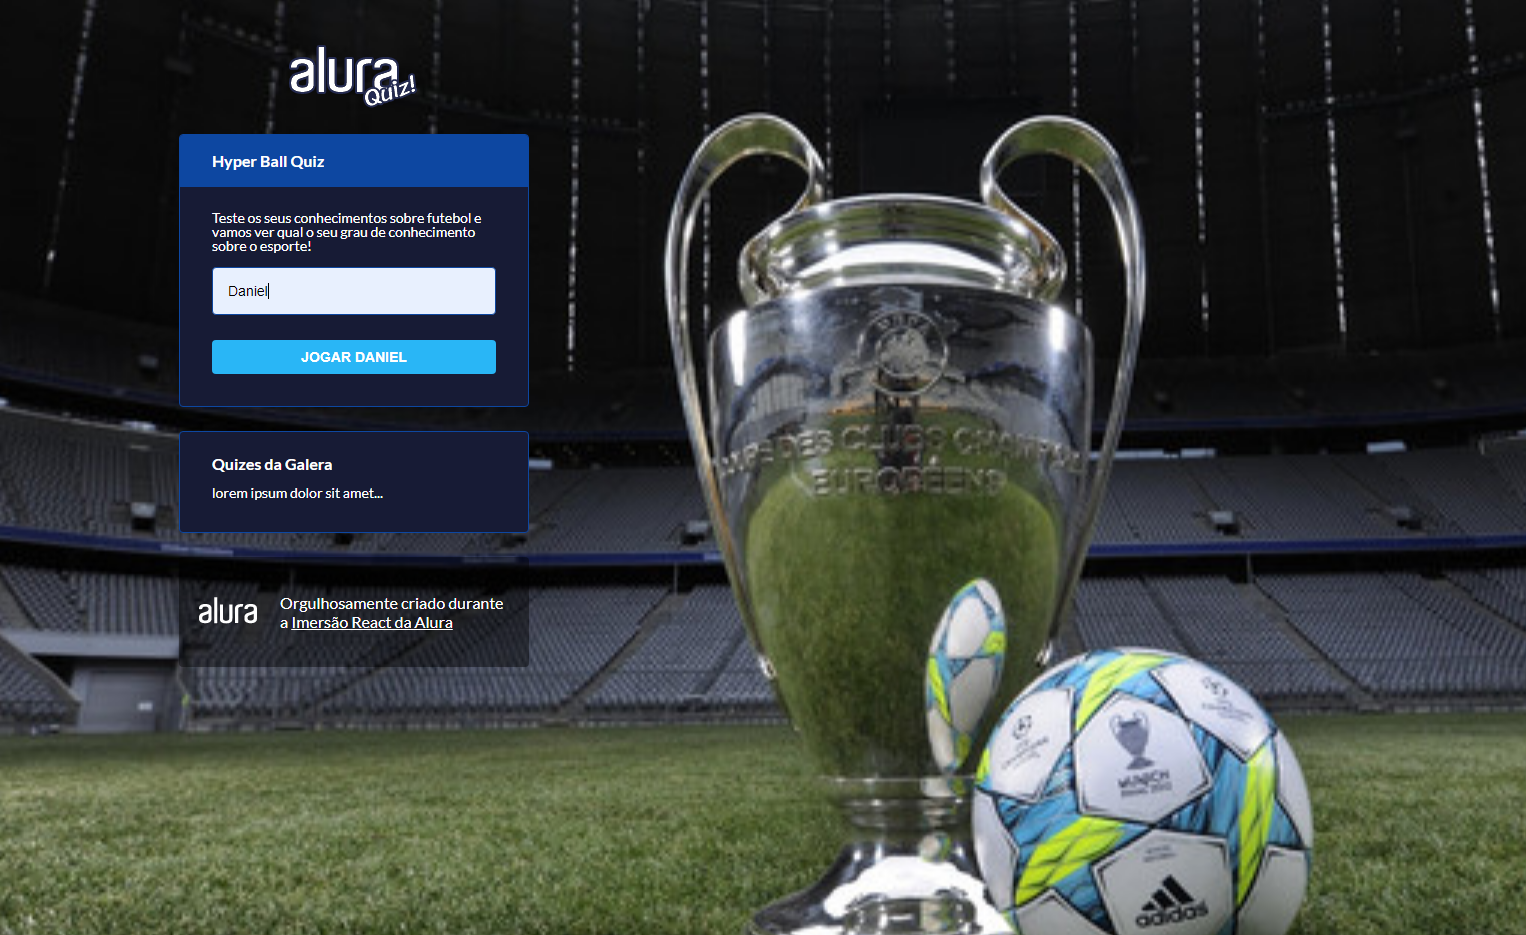 alura
Quiz!
Hyper Ball Quiz
Teste os seus conhecimentos sobre futebol e
vamos ver qual o seu grau de conhecimento
sobre o esporte!
Daniel
JOGAR DANIEL
Quizes da Galera
lorem ipsum dolor sit amet...
alura
Orgulhosamente criado durante
a Imersão React da Alura
DES CLUBS CHAMPIONS
EUROPÉENS
MUNICH
adidas